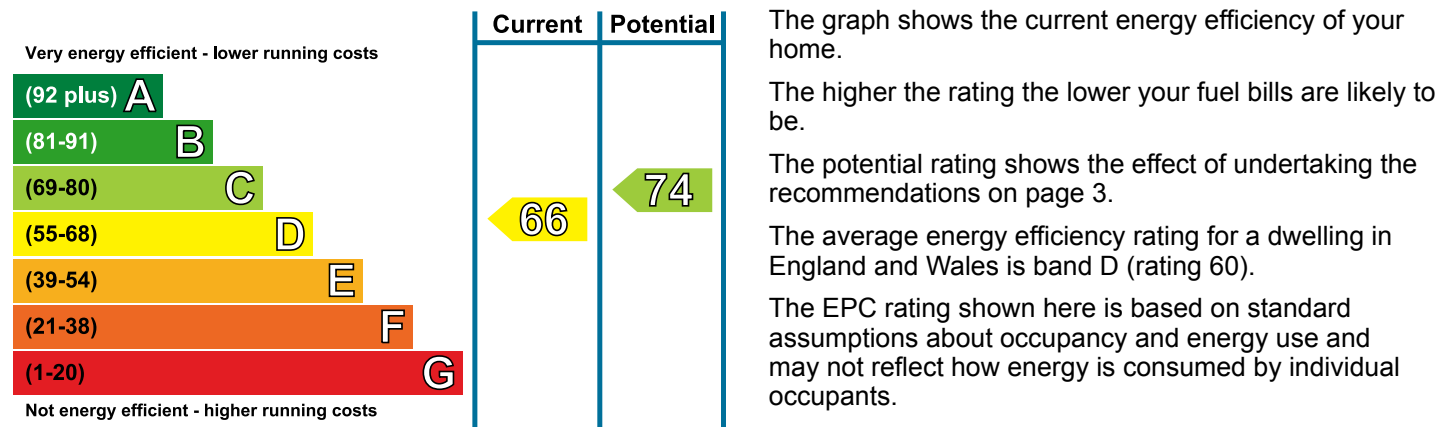 Current Potential
Very energy efficient - lower running costs
(92 plus) A
(81-91) B
(69-80) C
(55-68) D
(39-54) E
(21-38) F
(1-20) G
Not energy efficient - higher running costs
66
74
The graph shows the current energy efficiency of your
home.
The higher the rating the lower your fuel bills are likely to
be.
The potential rating shows the effect of undertaking the
recommendations on page 3.
The average energy efficiency rating for a dwelling in
England and Wales is band D (rating 60).
The EPC rating shown here is based on standard
assumptions about occupancy and energy use and
may not reflect how energy is consumed by individual
occupants.